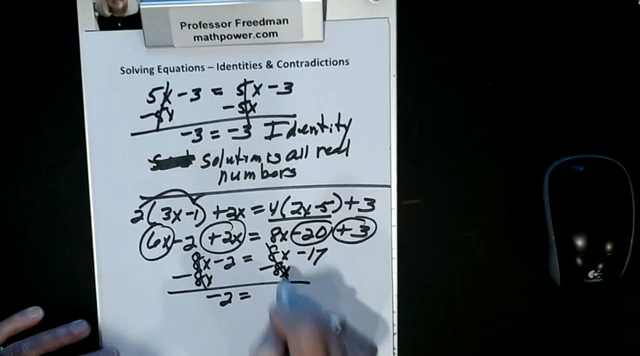 Professor Freedman
mathpower.com
Solving Equations – Identities & Contradictions
5x - 3 = 5x - 3
-5x -5x
-3 = -3 Identity
Solution is all real
numbers
2(3x-1) +2x = 4(2x-5) +3
6x -2 +2x = 8x -20 +3
8x - 2 = 8x - 17
-8x -8x
-2 =